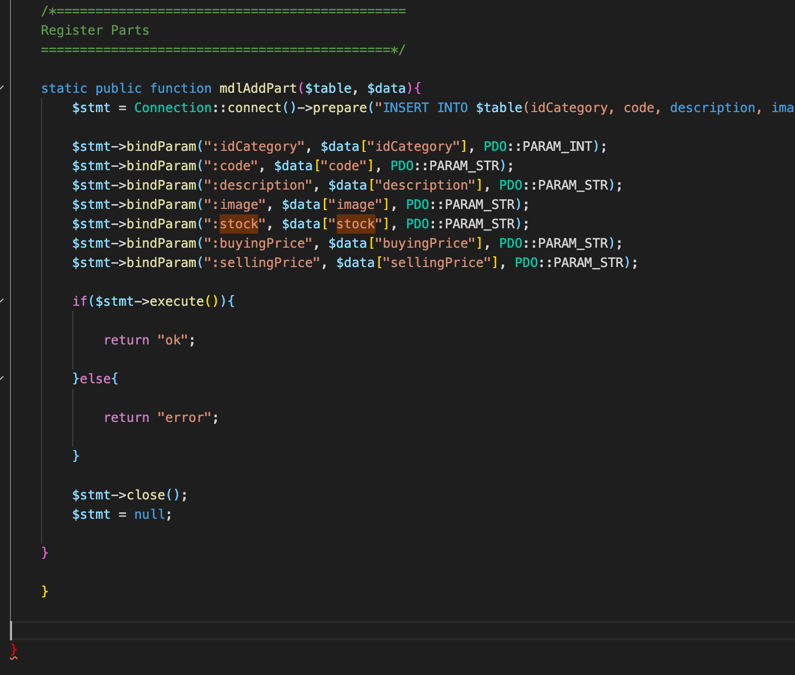 /*=============================================
Register Parts
=============================================*/
static public function mdlAddPart($table, $data){
$stmt = Connection::connect()->prepare("INSERT INTO $table(idCategory, code, description, ima
$stmt->bindParam(":idCategory", $data["idCategory"], PDO::PARAM_INT);
$stmt->bindParam(":code", $data["code"], PDO::PARAM_STR);
$stmt->bindParam(":description", $data["description"], PDO::PARAM_STR);
$stmt->bindParam(":image", $data["image"], PDO::PARAM_STR);
$stmt->bindParam(":stock", $data["stock"], PDO::PARAM_STR);
$stmt->bindParam(":buyingPrice", $data["buyingPrice"], PDO::PARAM_STR);
$stmt->bindParam(":sellingPrice", $data["sellingPrice"], PDO::PARAM_STR);
if($stmt->execute()){
return "ok";
}else{
return "error";
}
$stmt->close();
$stmt = null;
}
}
}